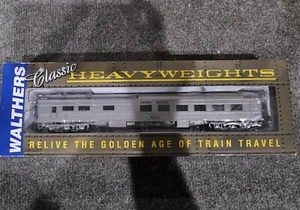 WALTHERS
Classic
HEAVYWEIGHTS
RELIVE THE GOLDEN AGE OF TRAIN TRAVEL